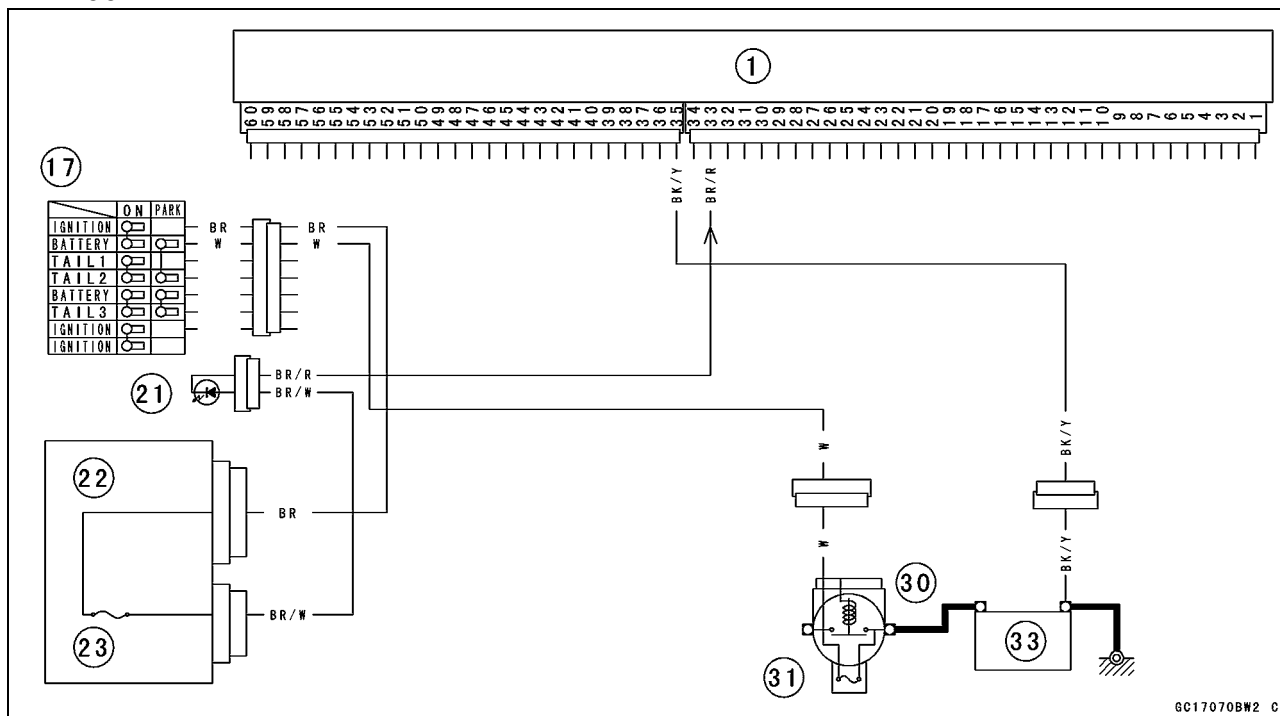 1
60 59 58 57 56 55 54 53 52 51 50 49 48 47 46 45 44 43 42 41 40 39 38 37 36 35 34 33 32 31 30 29 28 27 26 25 24 23 22 21 20 19 18 17 16 15 14 13 12 11 10 9 8 7 6 5 4 3 2 1
17
BK/Y BR/R
ON PARK
IGNITION BR BR
BATTERY W W
TAIL1
TAIL2
BATTERY
TAIL3
IGNITION
IGNITION
21
BR/R
BR/W
W
BK/Y
22
BR
W
BK/Y
30
BR/W
23
33
31
GC17070BW2 C